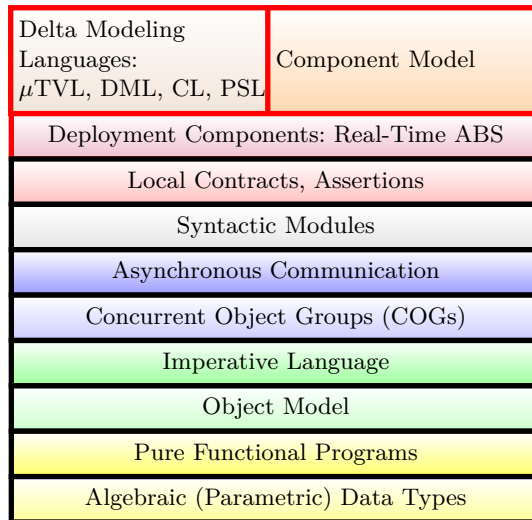 Delta Modeling
Languages:
μTVL, DML, CL, PSL
Component Model
Deployment Components: Real-Time ABS
Local Contracts, Assertions
Syntactic Modules
Asynchronous Communication
Concurrent Object Groups (COGs)
Imperative Language
Object Model
Pure Functional Programs
Algebraic (Parametric) Data Types